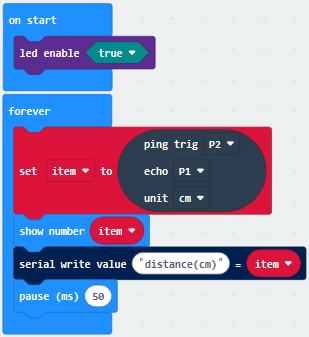 on start
led enable true
forever
ping trig P2
set item to echo P1
unit cm
show number item
serial write value "distance(cm)" = item
pause (ms) 50